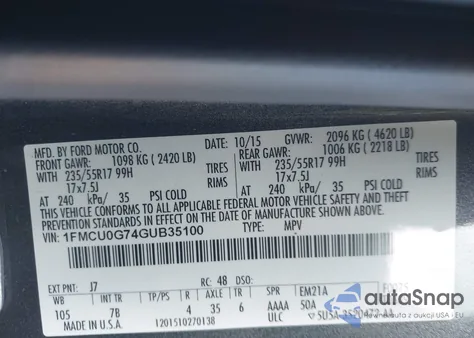 MFD. BY FORD MOTOR CO.
10/15 GVWR: 2096 KG ( 4620 LB)
FRONT GAWR: 1098 KG ( 2420 LB) REAR GAWR: 1006 KG ( 2218 LB)
WITH 235/55R17 99H WITH 235/55R17 99H
17x7.5J 17x7.5J
AT 240 kPa/ 35 PSI COLD AT 240 kPa/ 35 PSI COLD
THIS VEHICLE CONFORMS TO ALL APPLICABLE FEDERAL MOTOR VEHICLE SAFETY, BUMPER, AND THEFT
PREVENTION STANDARDS IN EFFECT ON THE DATE OF MANUFACTURE SHOWN ABOVE.
VIN: 1FMCU0G74GUB35100 TYPE: MPV
EXT PNT: J7 RC: 48 DSO:
WB INT TR TP/PS R AXLE TR SPR EM21A
105 7B 4 35 6 AAAA 50A
MADE IN U.S.A. 1201510270138 ULC
autoSnap
Vehicle Auctions